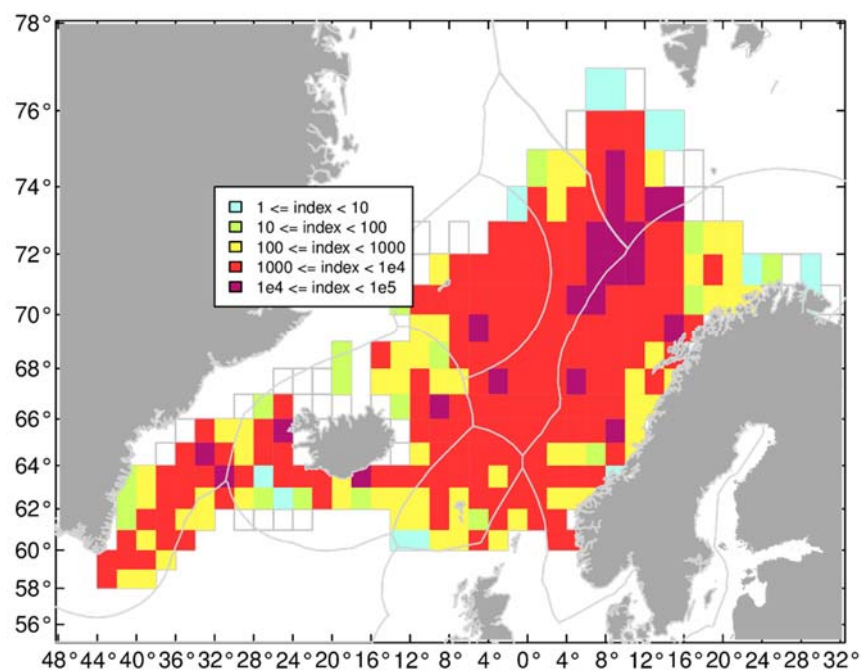 78°
76°
74°
72°
70°
68°
66°
64°
62°
60°
58°
56°
1 <= index < 10
10 <= index < 100
100 <= index < 1000
1000 <= index < 1e4
1e4 <= index < 1e5
48° 44° 40° 36° 32° 28° 24° 20° 16° 12° 8° 4° 0° 4° 8° 12° 16° 20° 24° 28° 32°